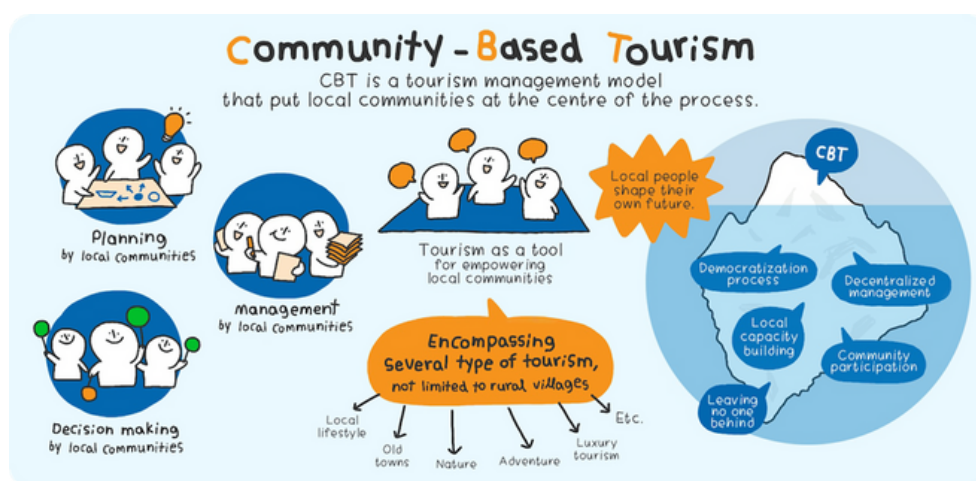 Community - Based Tourism
CBT is a tourism management model
that put local communities at the centre of the process.
Planning
by local communities
management
by local communities
Decision making
by local communities
Tourism as a tool
for empowering
local communities
Encompassing
several type of tourism,
not limited to rural villages
Local
lifestyle
Old
towns
Nature
Adventure
Luxury
tourism
Etc.
Local people
shape their
own future.
CBT
Democratization
process
Decentralized
management
Local
capacity
building
Community
participation
Leaving
no one
behind